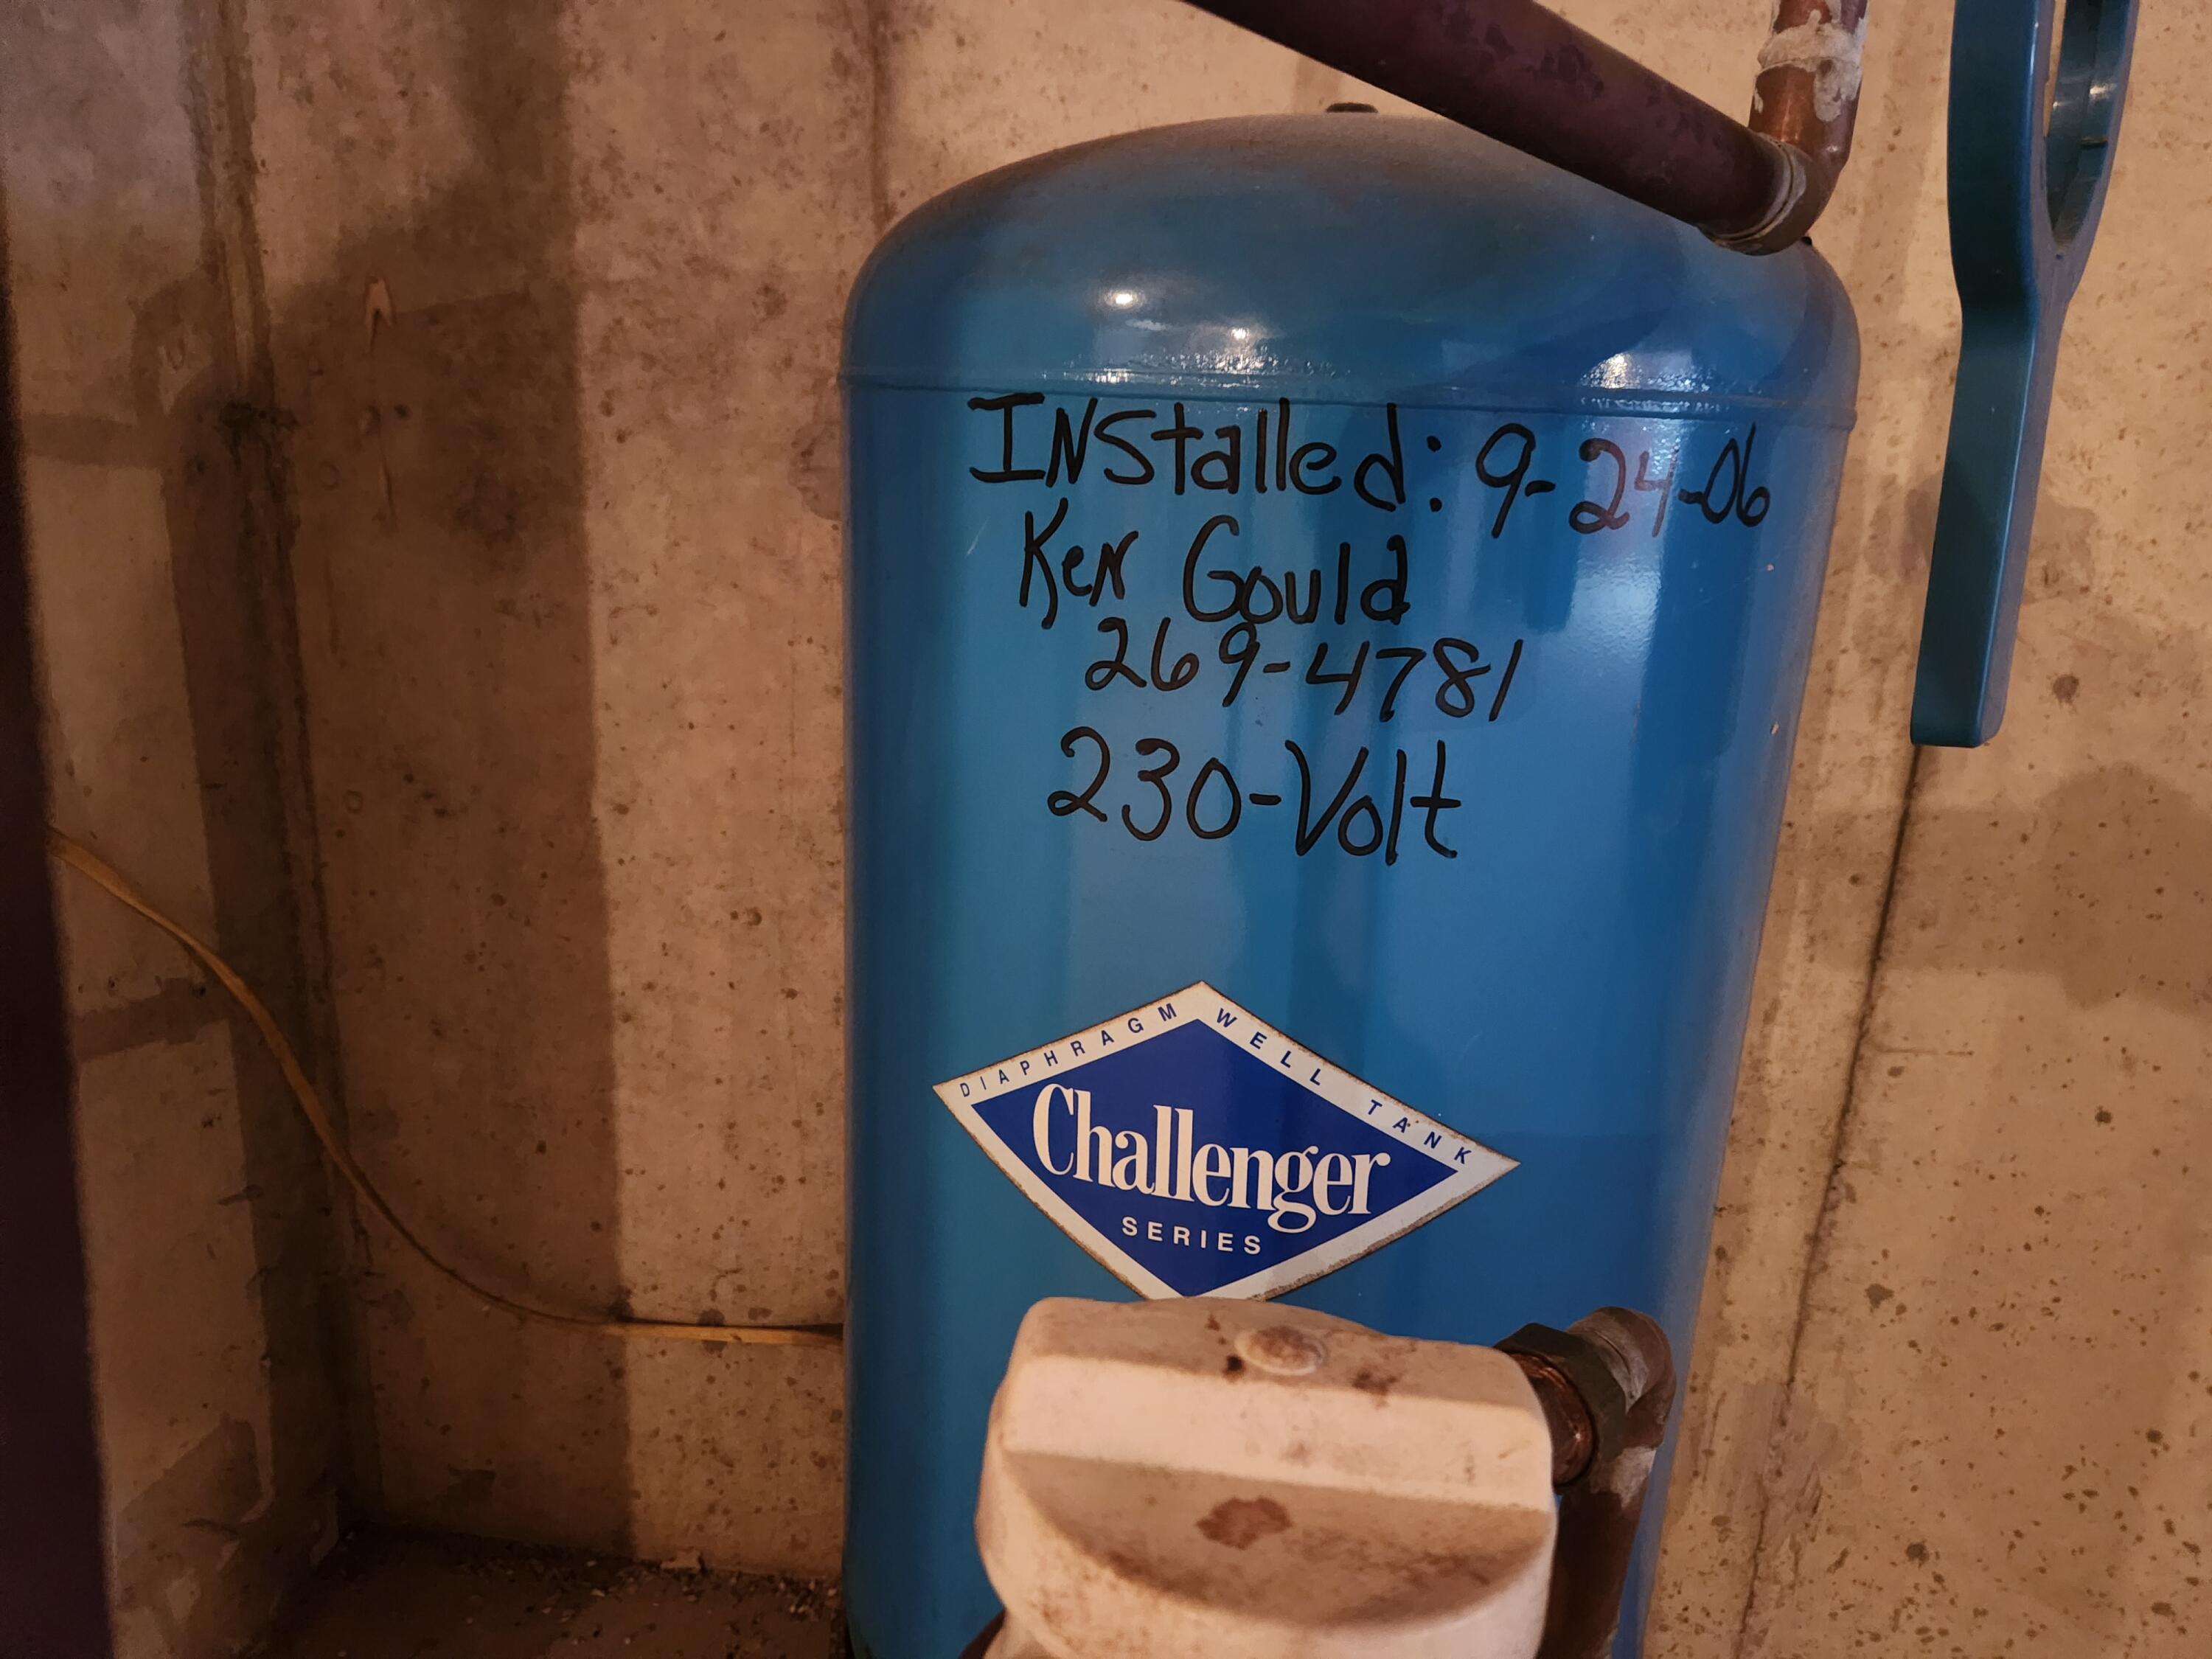 INStalled: 9-24-06
Ken Gould
269-4781
230-Volt
DIAPHRAGM WELL TANK
Challenger
SERIES